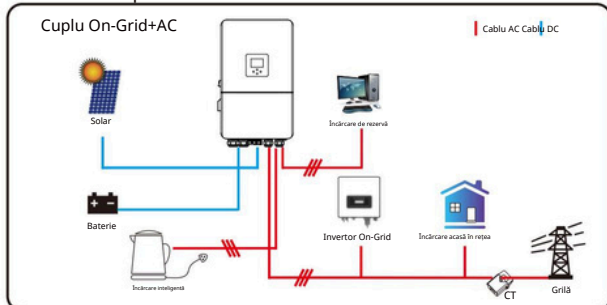 Cuplu On-Grid+AC
Cablu AC Cablu DC
Solar
Încărcare de rezervă
Baterie
Invertor On-Grid
Încărcare acasă în rețea
Încărcare inteligentă
CT
Grilă